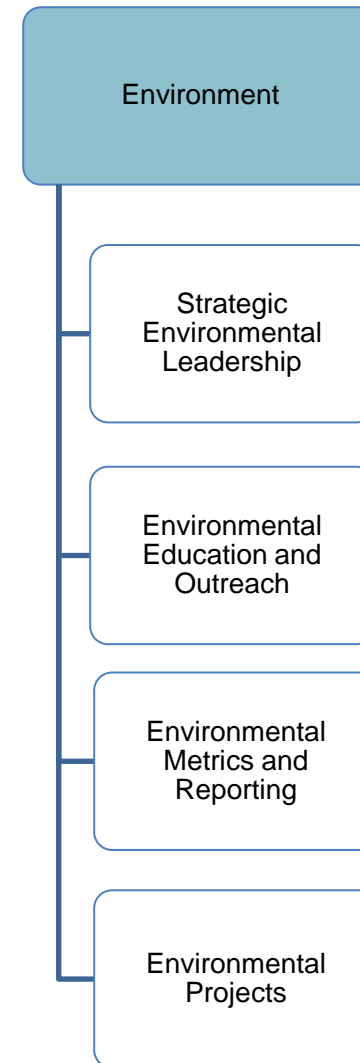 Environment
Strategic
Environmental
Leadership
Environmental
Education and
Outreach
Environmental
Metrics and
Reporting
Environmental
Projects